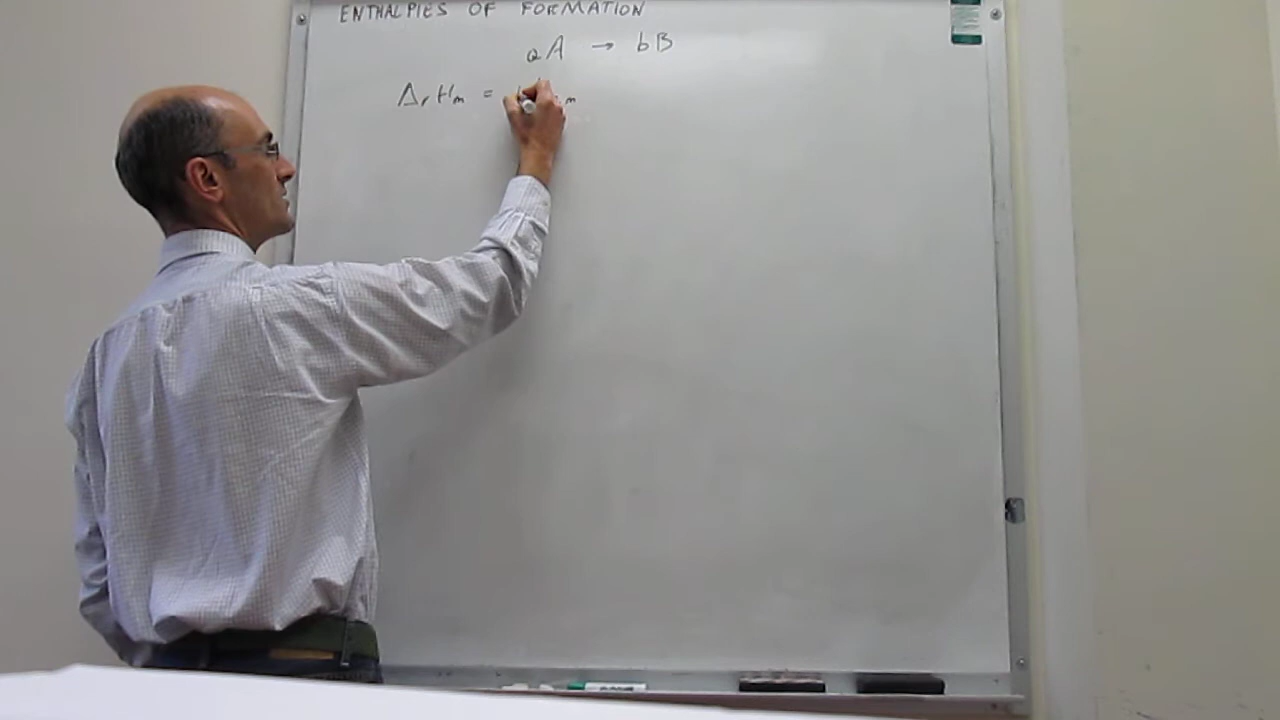 ENTHALPIES OF FORMATION
aA → bB
ΔrHm =